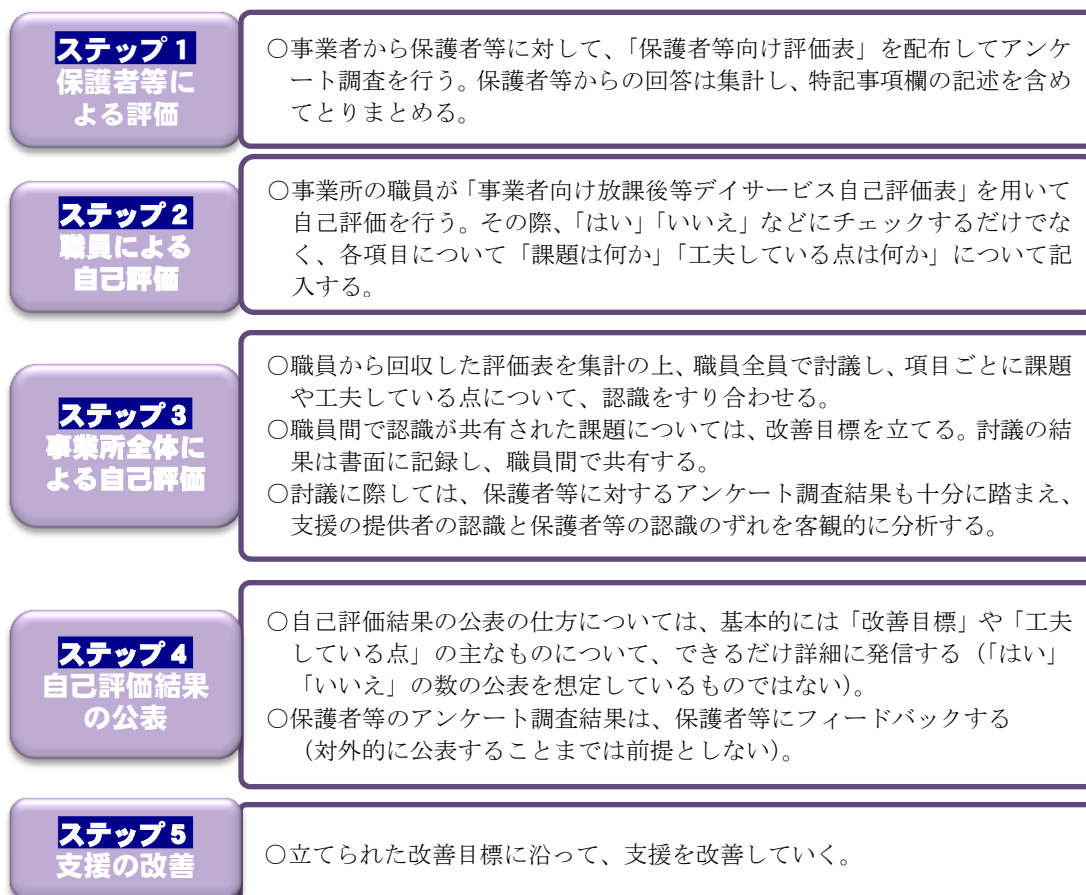 ステップ1
保護者等に
よる評価
○事業者から保護者等に対して、「保護者等向け評価表」を配布してアンケ
ート調査を行う。保護者等からの回答は集計し、特記事項欄の記述を含め
てとりまとめる。
ステップ2
職員による
自己評価
○事業所の職員が「事業者向け放課後等デイサービス自己評価表」を用いて
自己評価を行う。その際、「はい」「いいえ」などにチェックするだけでな
く、各項目について「課題は何か」「工夫している点は何か」について記
入する。
ステップ3
事業所全体に
よる自己評価
○職員から回収した評価表を集計の上、職員全員で討議し、項目ごとに課題
や工夫している点について、認識をすり合わせる。
○職員間で認識が共有された課題については、改善目標を立てる。討議の結
果は書面に記録し、職員間で共有する。
○討議に際しては、保護者等に対するアンケート調査結果も十分に踏まえ、
支援の提供者の認識と保護者等の認識のずれを客観的に分析する。
ステップ4
自己評価結果
の公表
○自己評価結果の公表の仕方については、基本的には「改善目標」や「工夫
している点」の主なものについて、できるだけ詳細に発信する(「はい」
「いいえ」の数の公表を想定しているものではない)。
○保護者等のアンケート調査結果は、保護者等にフィードバックする
(対外的に公表することまでは前提としない)。
ステップ5
支援の改善
○立てられた改善目標に沿って、支援を改善していく。